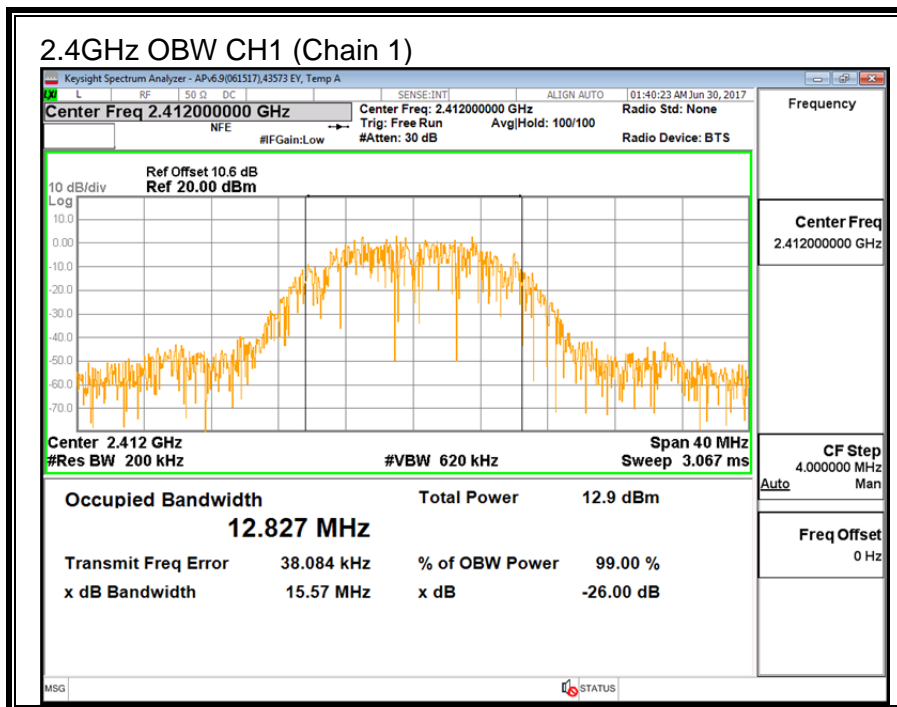 2.4GHz OBW CH1 (Chain 1)
Keysight Spectrum Analyzer - APv6.9(061517),43573 EY, Temp A
LXI L RF 50 Ω DC SENSE:INT ALIGN AUTO 01:40:23 AM Jun 30, 2017
Center Freq 2.412000000 GHz Center Freq: 2.412000000 GHz Radio Std: None
NFE Trig: Free Run Avg|Hold: 100/100
#IFGain:Low #Atten: 30 dB Radio Device: BTS
Frequency
Ref Offset 10.6 dB
10 dB/div Ref 20.00 dBm
Log
10.0
0.00
-10.0
-20.0
-30.0
-40.0
-50.0
-60.0
-70.0
Center 2.412 GHz Span 40 MHz
#Res BW 200 kHz #VBW 620 kHz Sweep 3.067 ms
Center Freq
2.412000000 GHz
CF Step
4.000000 MHz
Auto Man
Freq Offset
0 Hz
Occupied Bandwidth Total Power 12.9 dBm
12.827 MHz
Transmit Freq Error 38.084 kHz % of OBW Power 99.00 %
x dB Bandwidth 15.57 MHz x dB -26.00 dB
MSG STATUS